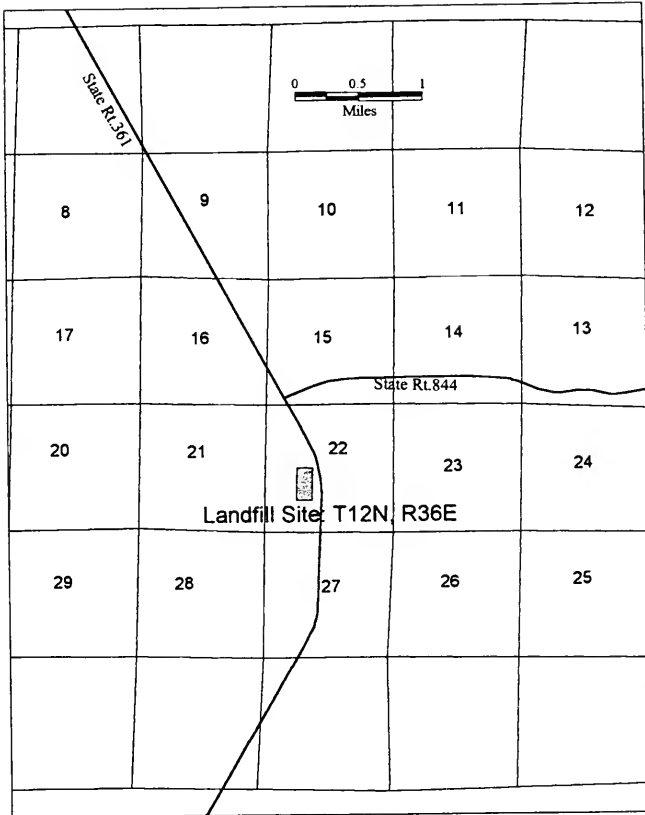 0 0.5 1
Miles
State Rt.361
8 9 10 11 12
17 16 15 14 13
State Rt.844
20 21 22 23 24
Landfill Site: T12N, R36E
29 28 27 26 25